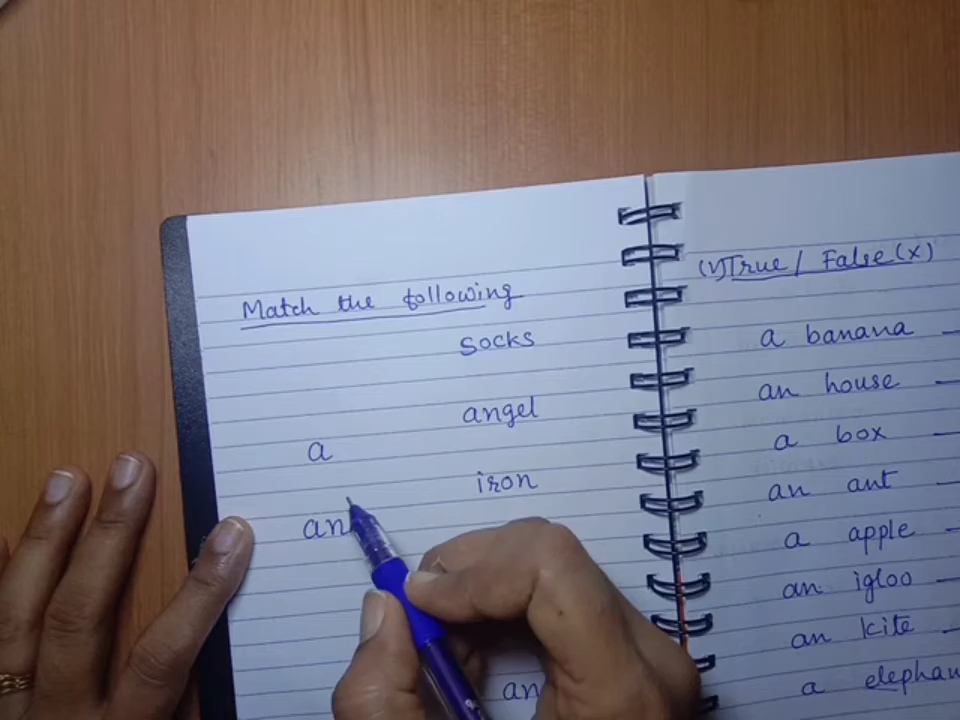 Match the following
socks
angel
a
iron
an
an
(√) True / False (x)
a banana
an house
a box
an ant
a apple
an igloo
an kite
a